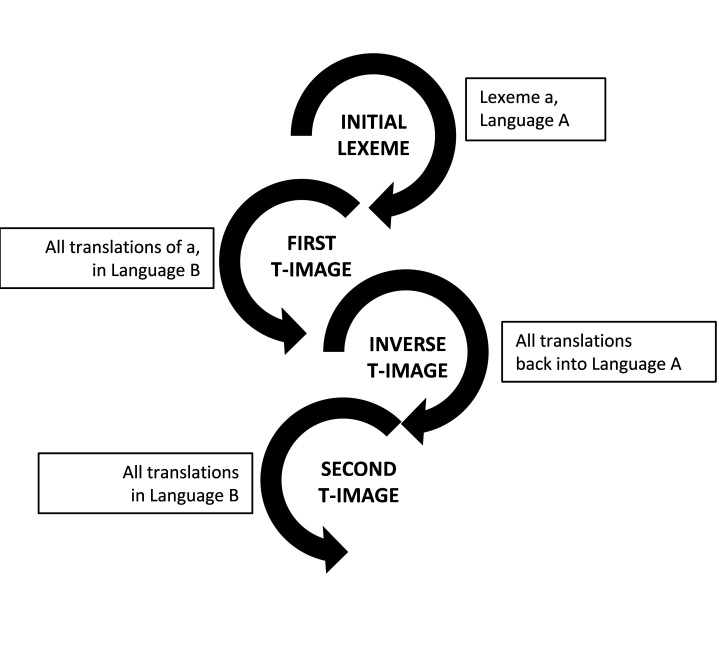 INITIAL
LEXEME
Lexeme a,
Language A
All translations of a,
in Language B
FIRST
T-IMAGE
INVERSE
T-IMAGE
All translations
back into Language A
All translations
in Language B
SECOND
T-IMAGE